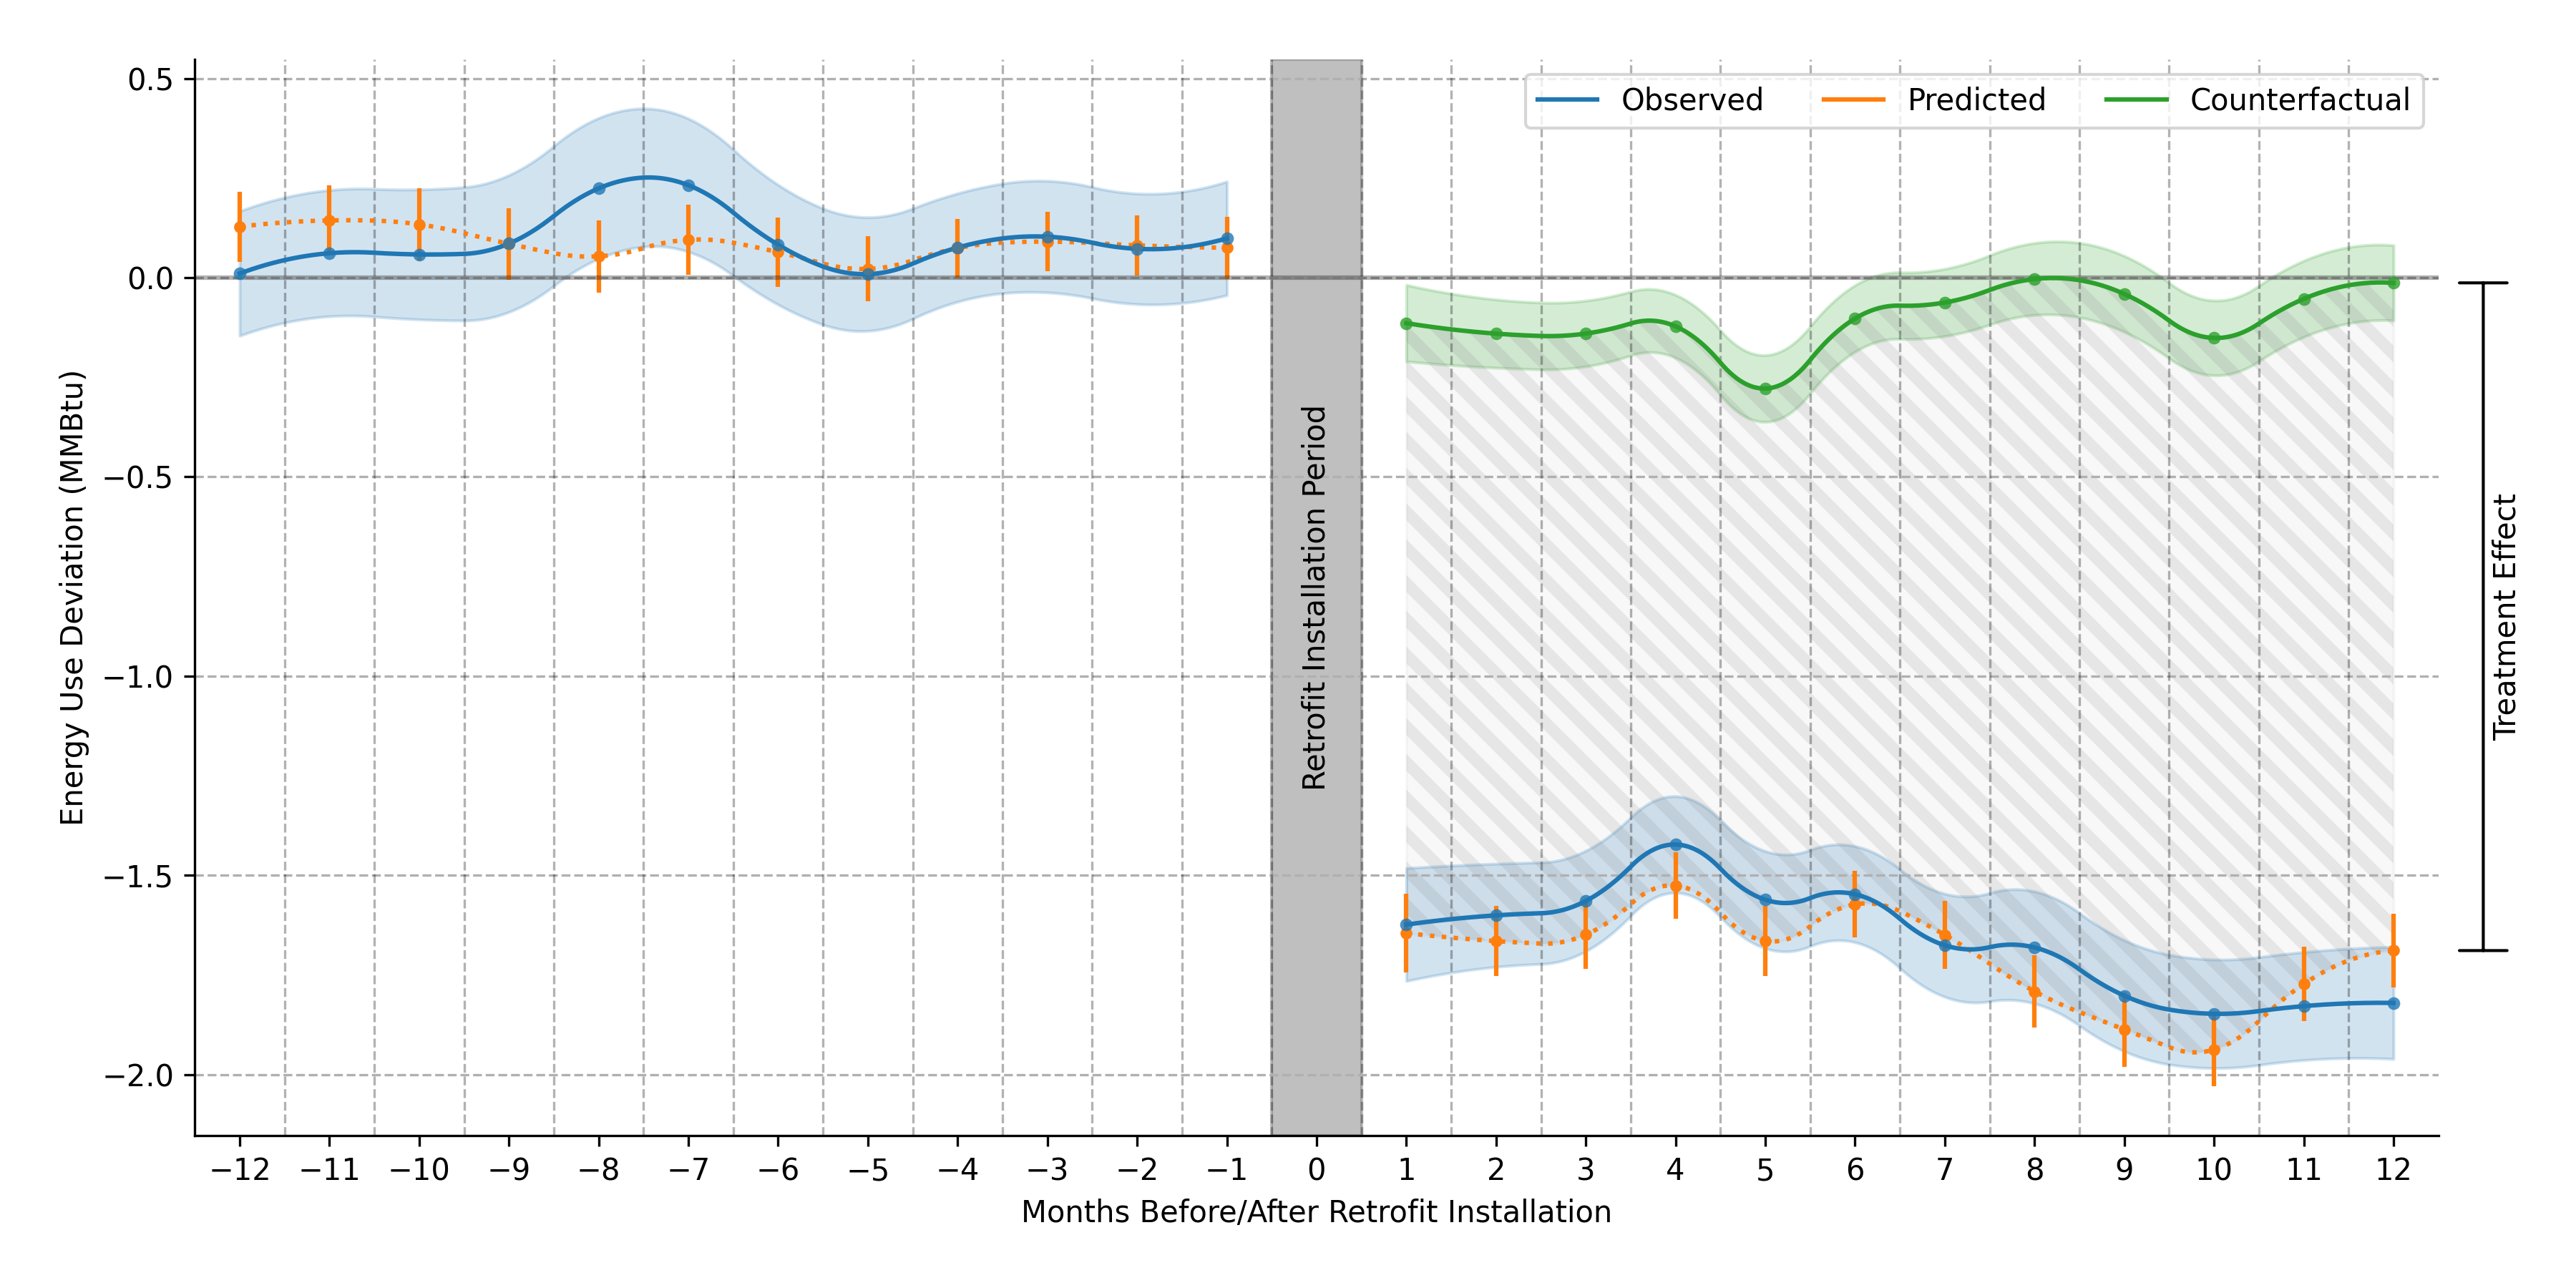 Observed
Predicted
Counterfactual
0.5
0.0
−0.5
−1.0
−1.5
−2.0
Energy Use Deviation (MMBtu)
Retrofit Installation Period
Treatment Effect
−12 −11 −10 −9 −8 −7 −6 −5 −4 −3 −2 −1 0 1 2 3 4 5 6 7 8 9 10 11 12
Months Before/After Retrofit Installation